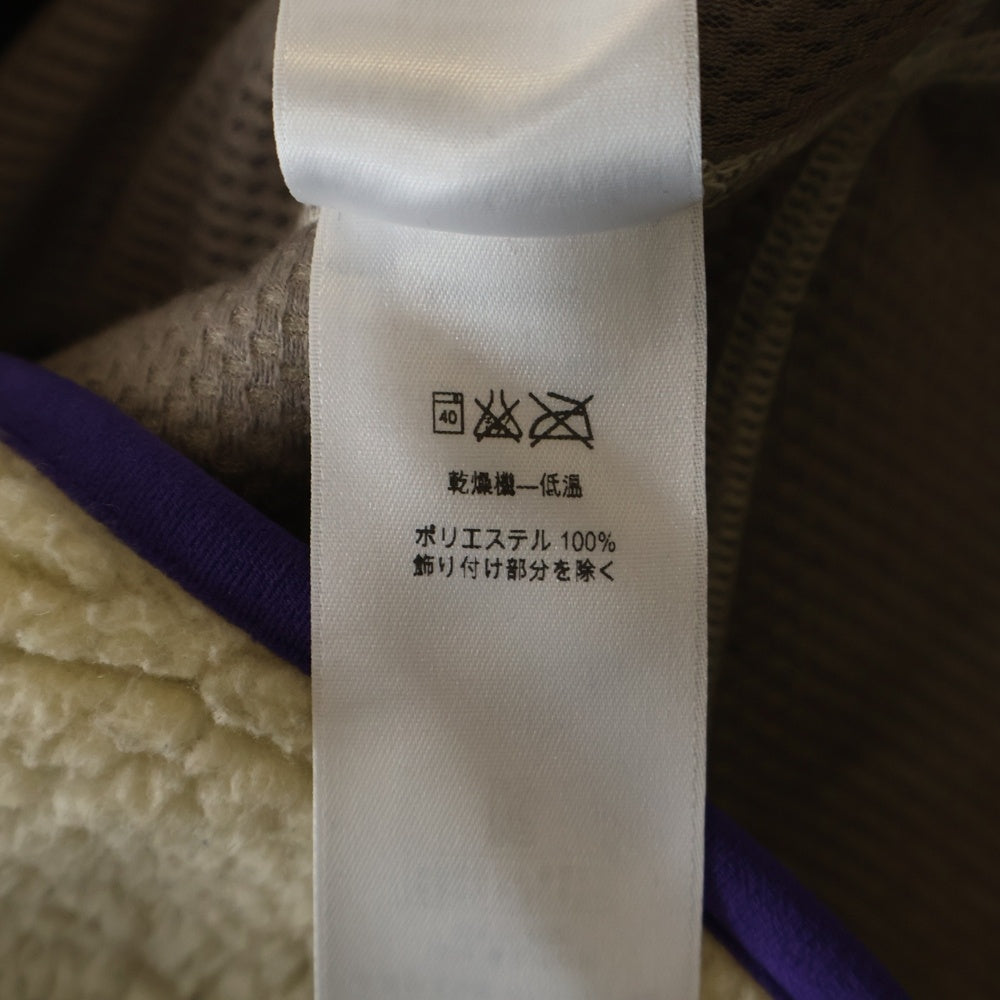 40
乾燥機—低温
ポリエステル 100%
飾り付け部分を除く